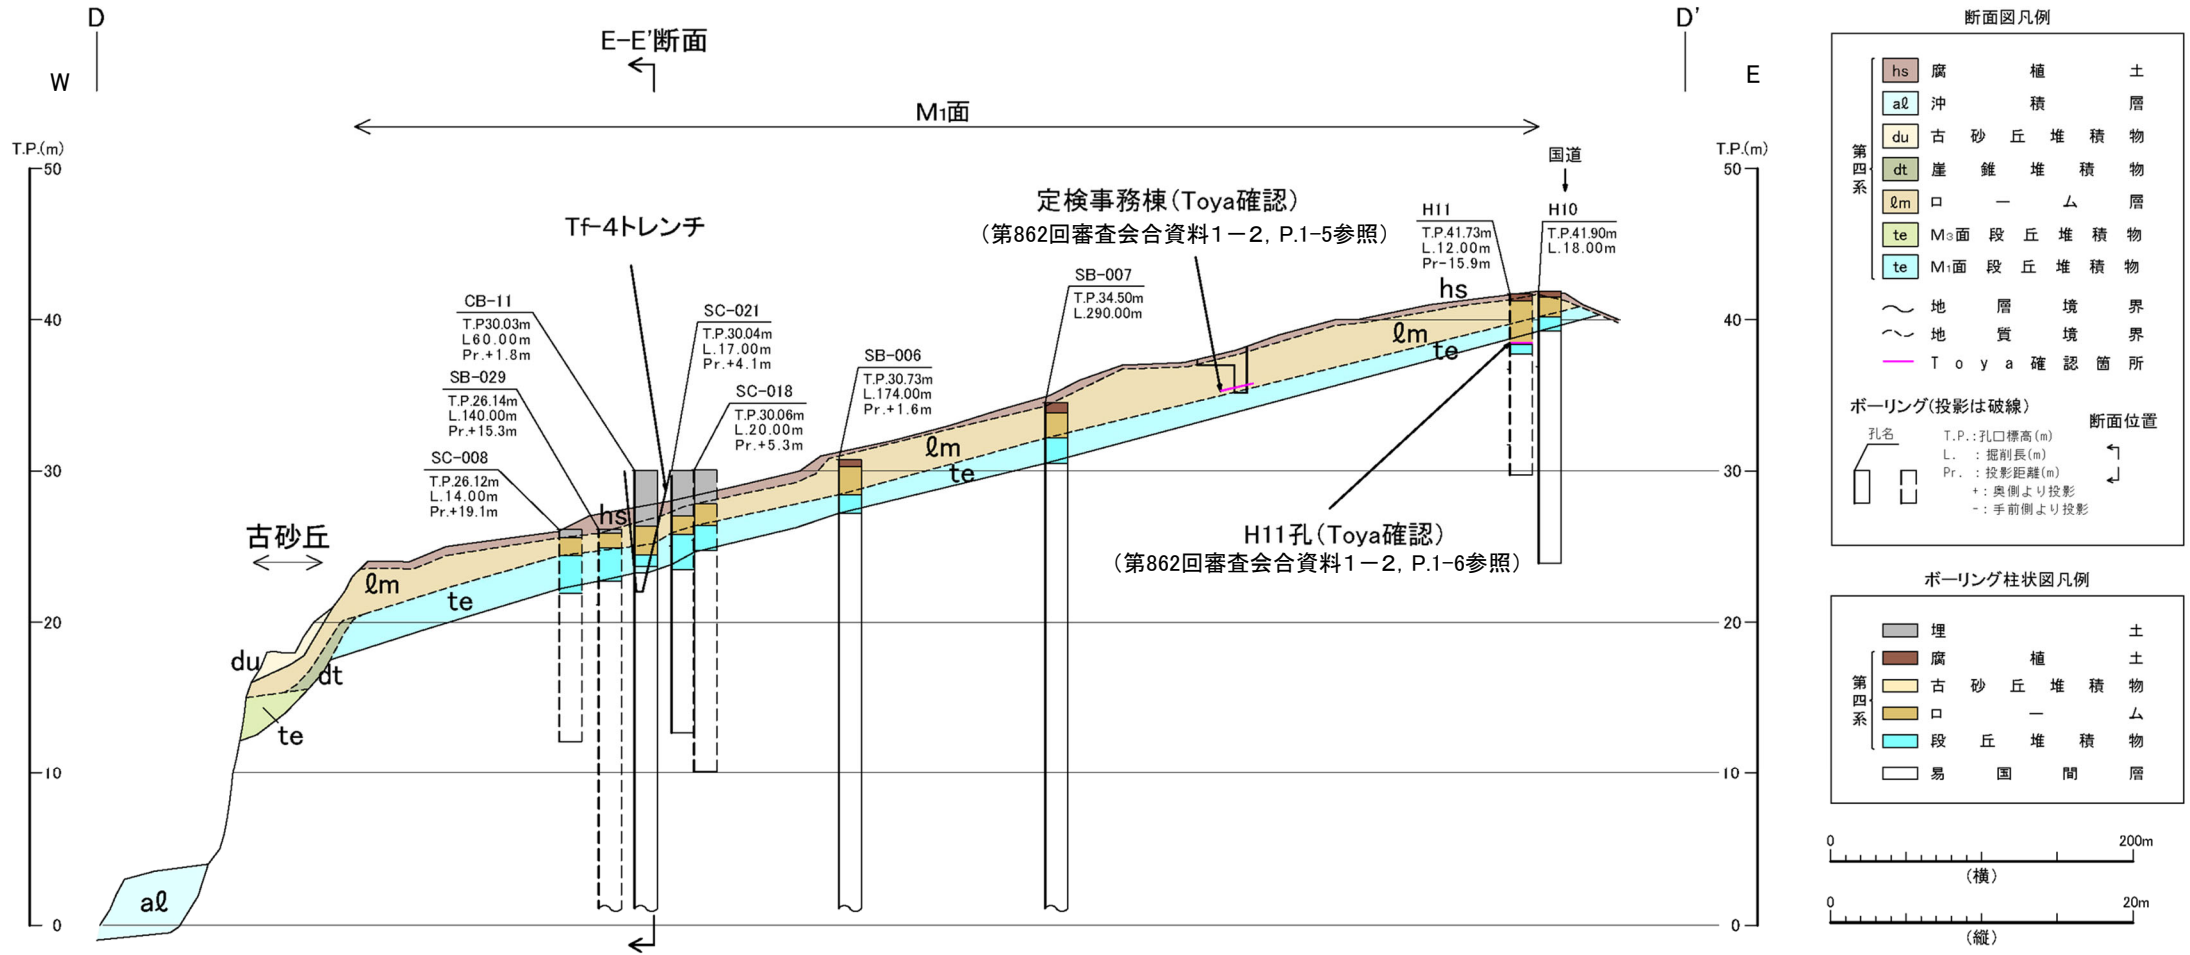 D
D'
W
E
E-E'断面
M1面
T.P.(m)
50
40
30
20
10
0
T.P.(m)
50
40
30
20
10
0
国道
Tf-4トレンチ
定検事務棟(Toya確認)
(第862回審査会合資料1-2, P.1-5参照)
H11
T.P.41.73m
L.12.00m
Pr-15.9m
H10
T.P.41.90m
L.18.00m
SB-007
T.P.34.50m
L.290.00m
CB-11
T.P30.03m
L60.00m
Pr.+1.8m
SC-021
T.P.30.04m
L.17.00m
Pr.+4.1m
SB-006
T.P.30.73m
L.174.00m
Pr.+1.6m
SB-029
T.P.26.14m
L.140.00m
Pr.+15.3m
SC-018
T.P.30.06m
L.20.00m
Pr.+5.3m
SC-008
T.P.26.12m
L.14.00m
Pr.+19.1m
H11孔(Toya確認)
(第862回審査会合資料1-2, P.1-6参照)
古砂丘
hs
ℓm
te
hs
ℓm
te
ℓm
te
du
dt
te
aℓ
断面図凡例
第四系
hs 腐植土
aℓ 沖積層
du 古砂丘堆積物
dt 崖錐堆積物
ℓm ローム層
te M3面段丘堆積物
te M1面段丘堆積物
地層境界
地質境界
Toya確認箇所
ボーリング(投影は破線)
孔名
T.P.:孔口標高(m)
L. :掘削長(m)
Pr. :投影距離(m)
+:奥側より投影
-:手前側より投影
断面位置
ボーリング柱状図凡例
埋土
第四系
腐植土
古砂丘堆積物
ローム
段丘堆積物
易国間層
0 200m
(横)
0 20m
(縦)